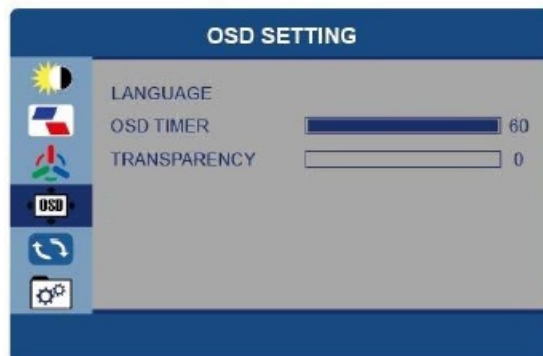 OSD SETTING
LANGUAGE
OSD TIMER 60
TRANSPARENCY 0
OSD